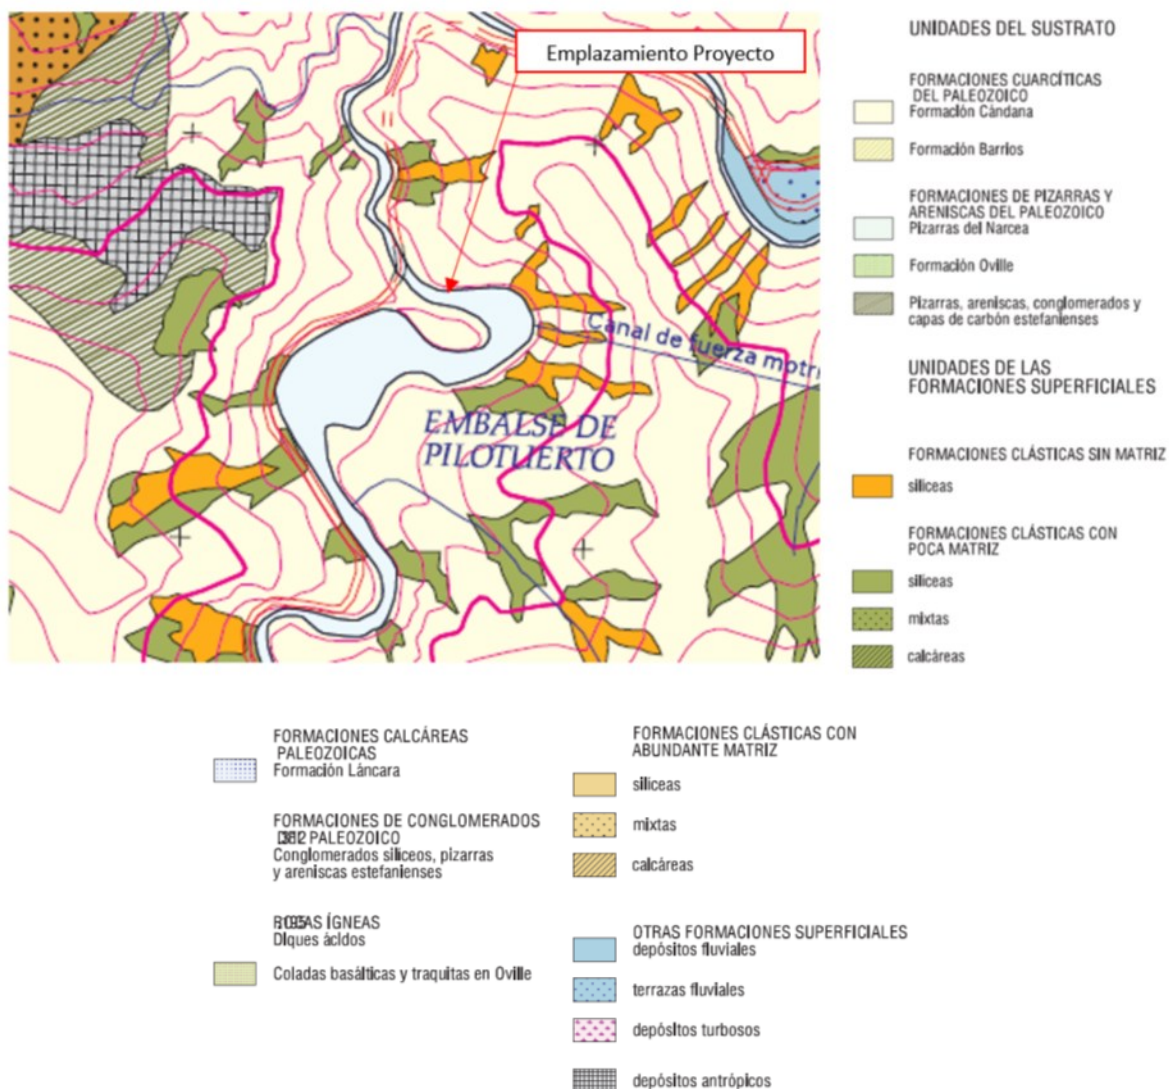 Emplazamiento Proyecto
Canal de fuerza motri
EMBALSE DE
PILOTUERTO
UNIDADES DEL SUSTRATO
FORMACIONES CUARCÍTICAS
DEL PALEOZOICO
Formación Cándana
Formación Barrios
FORMACIONES DE PIZARRAS Y
ARENISCAS DEL PALEOZOICO
Pizarras del Narcea
Formación Oville
Pizarras, areniscas, conglomerados y
capas de carbón estefanienses
UNIDADES DE LAS
FORMACIONES SUPERFICIALES
FORMACIONES CLÁSTICAS SIN MATRIZ
silíceas
FORMACIONES CLÁSTICAS CON
POCA MATRIZ
silíceas
mixtas
calcáreas
FORMACIONES CALCÁREAS
PALEOZOICAS
Formación Láncara
FORMACIONES DE CONGLOMERADOS
PALEOZOICO
Conglomerados silíceos, pizarras
y areniscas estefanienses
ÍGNEAS
Diques ácidos
Coladas basálticas y traquitas en Oville
FORMACIONES CLÁSTICAS CON
ABUNDANTE MATRIZ
silíceas
mixtas
calcáreas
OTRAS FORMACIONES SUPERFICIALES
depósitos fluviales
terrazas fluviales
depósitos turbosos
depósitos antrópicos